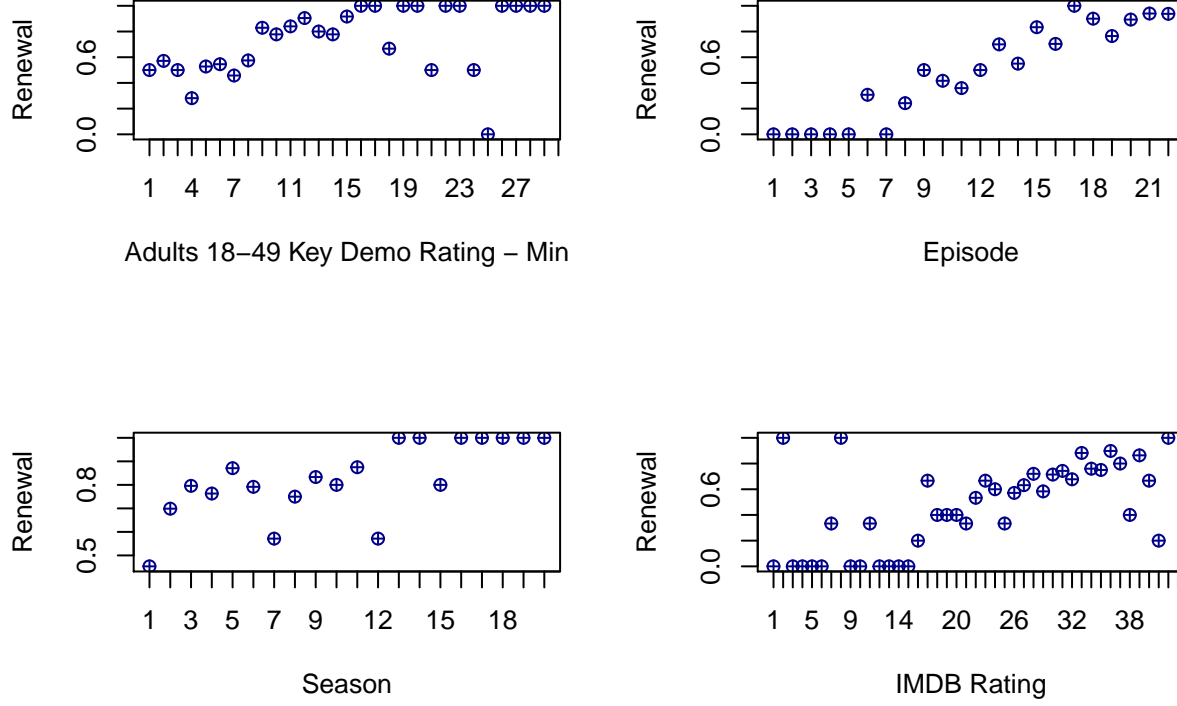 Renewal
0.0 0.6
1 4 7 11 15 19 23 27
Adults 18−49 Key Demo Rating − Min
Renewal
0.0 0.6
1 3 5 7 9 12 15 18 21
Episode
Renewal
0.5 0.8
1 3 5 7 9 12 15 18
Season
Renewal
0.0 0.6
1 5 9 14 20 26 32 38
IMDB Rating